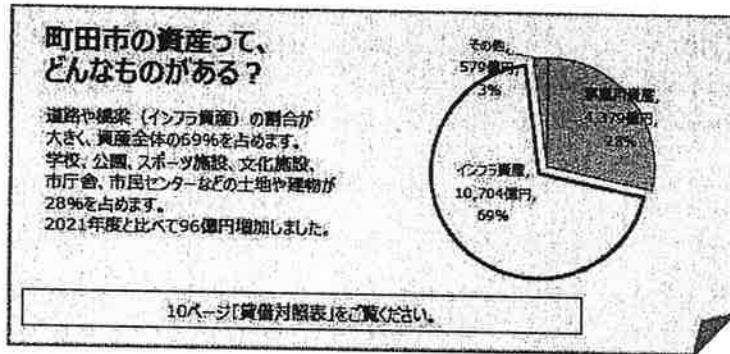 町田市の資産って、
どんなものがある？
道路や橋梁（インフラ資産）の割合が
大きく、資産全体の69%を占めます。
学校、公園、スポーツ施設、文化施設、
市庁舎、市民センターなどの土地や建物が
28%を占めます。
2021年度と比べて96億円増加しました。
その他,
579億円,
3%
事業用資産,
4,379億円,
28%
インフラ資産,
10,704億円,
69%
10ページ「貸借対照表」をご覧ください。